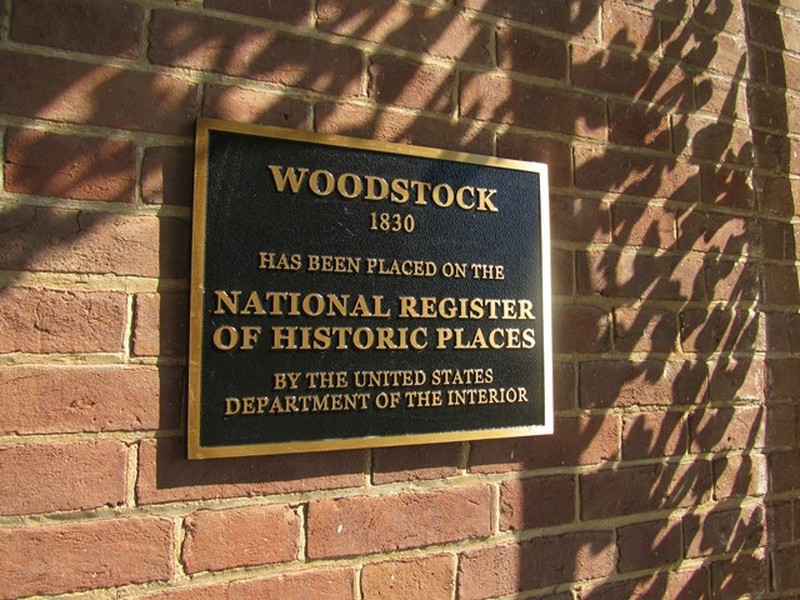 WOODSTOCK
1830
HAS BEEN PLACED ON THE
NATIONAL REGISTER
OF HISTORIC PLACES
BY THE UNITED STATES
DEPARTMENT OF THE INTERIOR